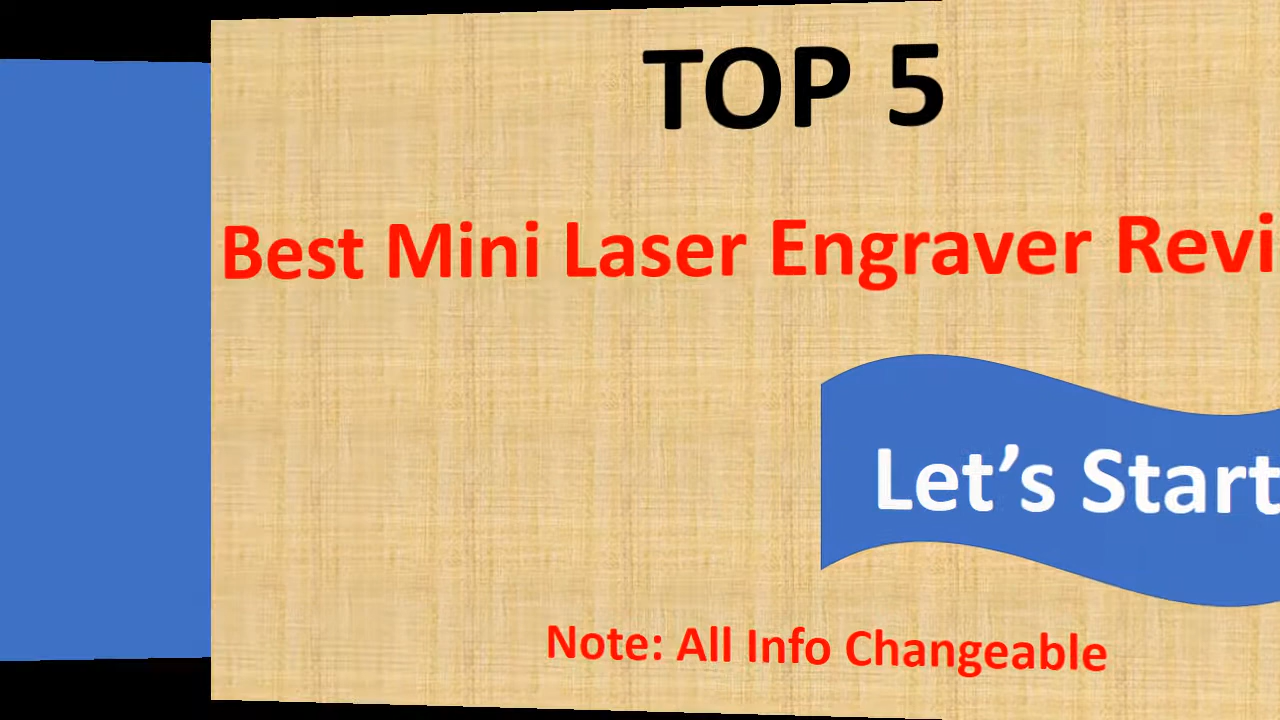 TOP 5
Best Mini Laser Engraver Revi
Let’s Start
Note: All Info Changeable